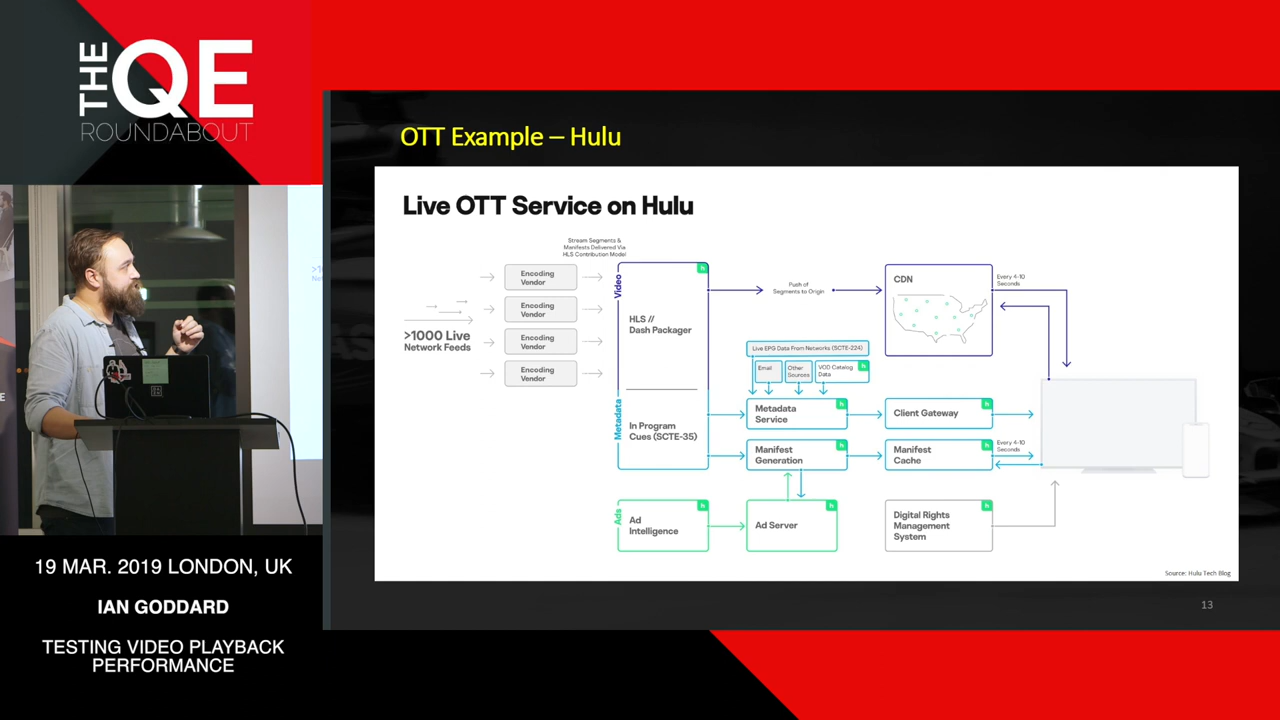 THE
QE
ROUNDABOUT
OTT Example – Hulu
Live OTT Service on Hulu
Stream Segments &
Manifests Delivered Via
HLS Contribution Model
>1000 Live
Network Feeds
Encoding
Vendor
Encoding
Vendor
Encoding
Vendor
Encoding
Vendor
Video
h
HLS //
Dash Packager
Metadata
In Program
Cues (SCTE-35)
Push of
Segments to Origin
CDN
Every 4-10
Seconds
Live EPG Data From Networks (SCTE-224)
Email
Other
Sources
VOD Catalog
Data
h
Metadata
Service
h
Client Gateway
h
Manifest
Generation
h
Manifest
Cache
h
Every 4-10
Seconds
Ads
Ad
Intelligence
h
Ad Server
h
Digital Rights
Management
System
h
Source: Hulu Tech Blog
13
19 MAR. 2019 LONDON, UK
IAN GODDARD
TESTING VIDEO PLAYBACK
PERFORMANCE